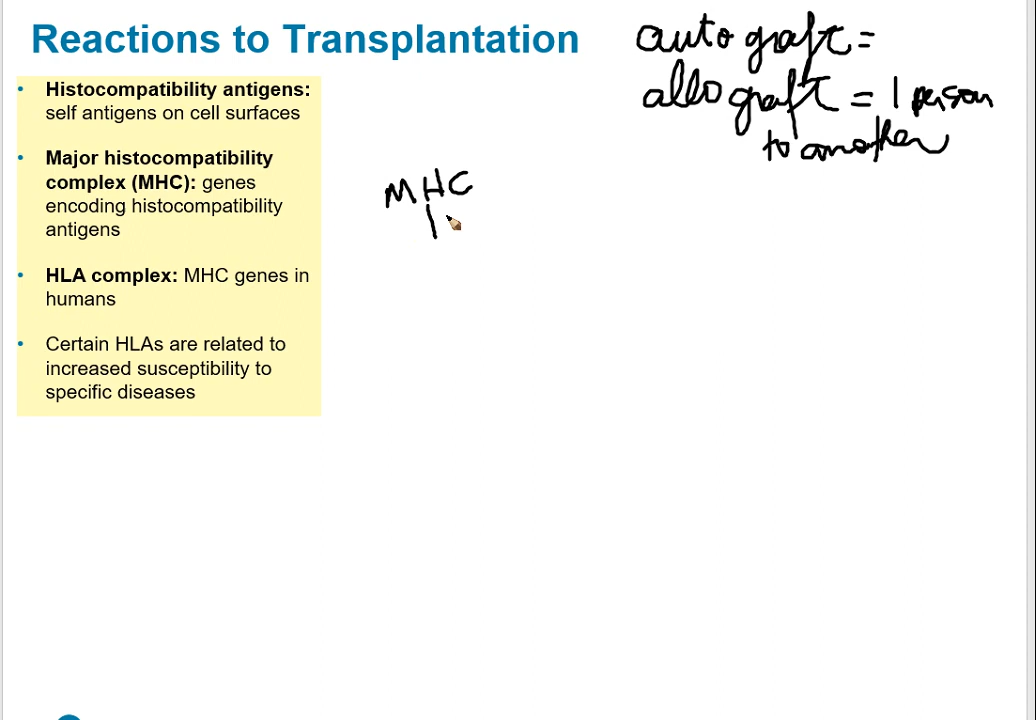 Reactions to Transplantation
auto graft =
allo graft = 1 person
to another
• Histocompatibility antigens:
self antigens on cell surfaces
• Major histocompatibility
complex (MHC): genes
encoding histocompatibility
antigens
• HLA complex: MHC genes in
humans
• Certain HLAs are related to
increased susceptibility to
specific diseases
MHC